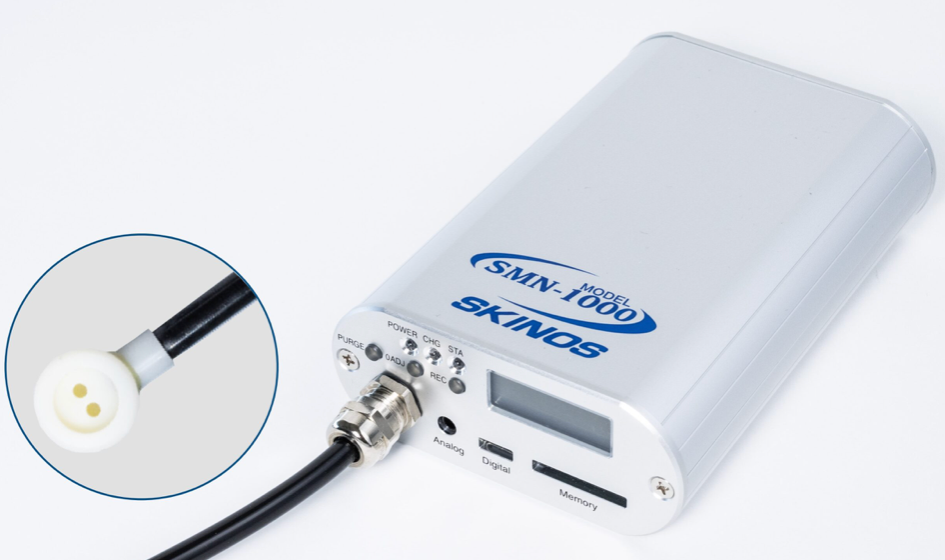 MODEL
SMN-1000
SKINOS
POWER CHG STA
PURGE 0ADJ REC
Analog
Digital
Memory